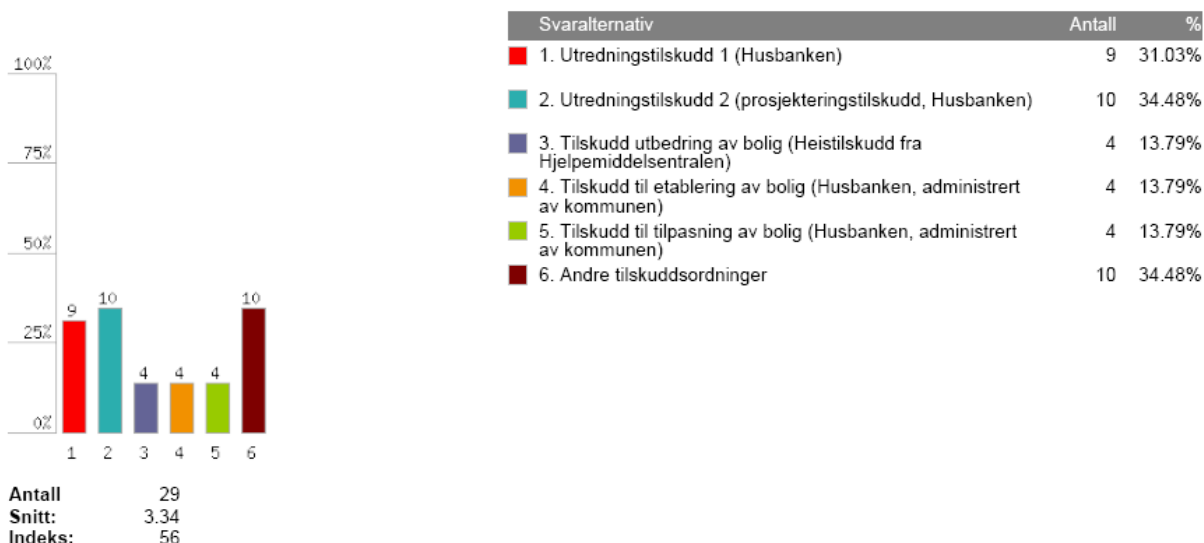 Svaralternativ Antall %
1. Utredningstilskudd 1 (Husbanken) 9 31.03%
2. Utredningstilskudd 2 (prosjekteringstilskudd, Husbanken) 10 34.48%
3. Tilskudd utbedring av bolig (Heistilskudd fra 4 13.79%
Hjelpemiddelsentralen)
4. Tilskudd til etablering av bolig (Husbanken, administrert 4 13.79%
av kommunen)
5. Tilskudd til tilpasning av bolig (Husbanken, administrert 4 13.79%
av kommunen)
6. Andre tilskuddsordninger 10 34.48%
100%
75%
50%
25%
0%
9 10 4 4 4 10
1 2 3 4 5 6
Antall 29
Snitt: 3.34
Indeks: 56